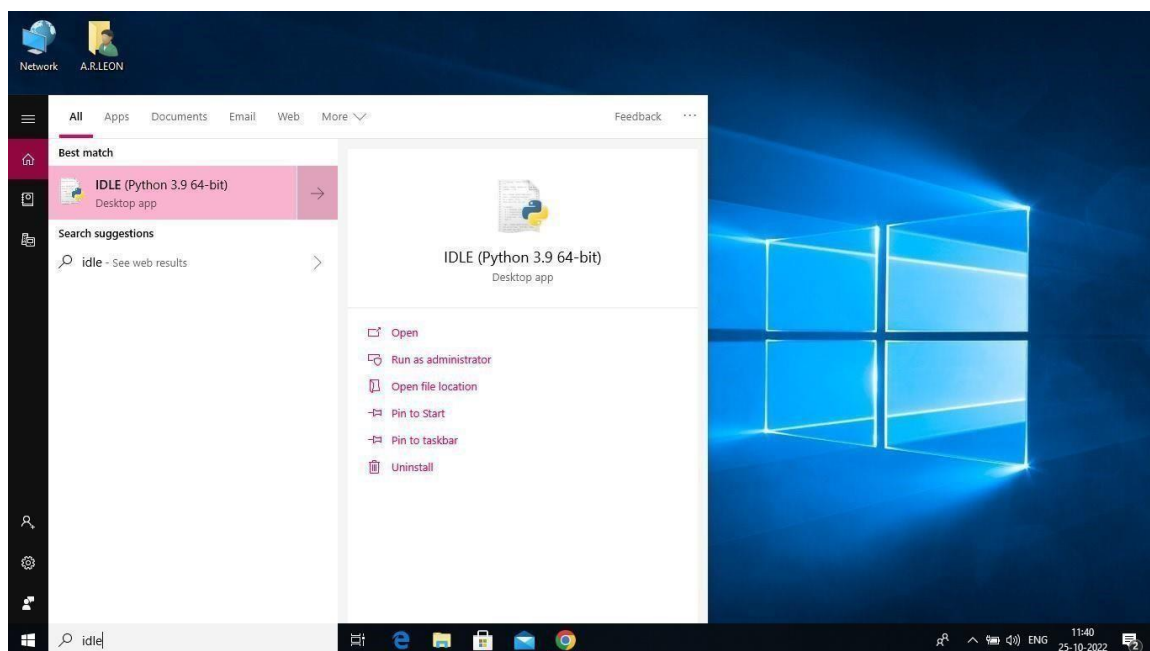 Network
A.R.LEON
All Apps Documents Email Web More
Feedback ...
Best match
IDLE (Python 3.9 64-bit)
Desktop app
Search suggestions
idle - See web results
IDLE (Python 3.9 64-bit)
Desktop app
Open
Run as administrator
Open file location
Pin to Start
Pin to taskbar
Uninstall
idle
ENG
11:40
25-10-2022
2